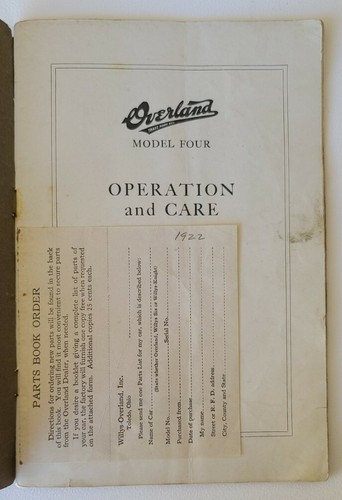 Overland
MODEL FOUR
OPERATION
and CARE
1922
PARTS BOOK ORDER
Directions for ordering new parts will be found in the back
of this book. You will find it most convenient to secure parts
from the Overland Dealer, when needed.
If you desire a booklet giving a complete list of parts of
your car, the factory will furnish one copy free when requested
on the attached form. Additional copies 25 cents each.
Willys Overland, Inc.
Toledo, Ohio
Please send me one Parts List for my car, which is described below:
Name of Car
(State whether Overland, Willys Six or Willys Knight)
Model No. Serial No.
Purchased from
Date of purchase
My name
Street or R. F. D. address
City, County and State